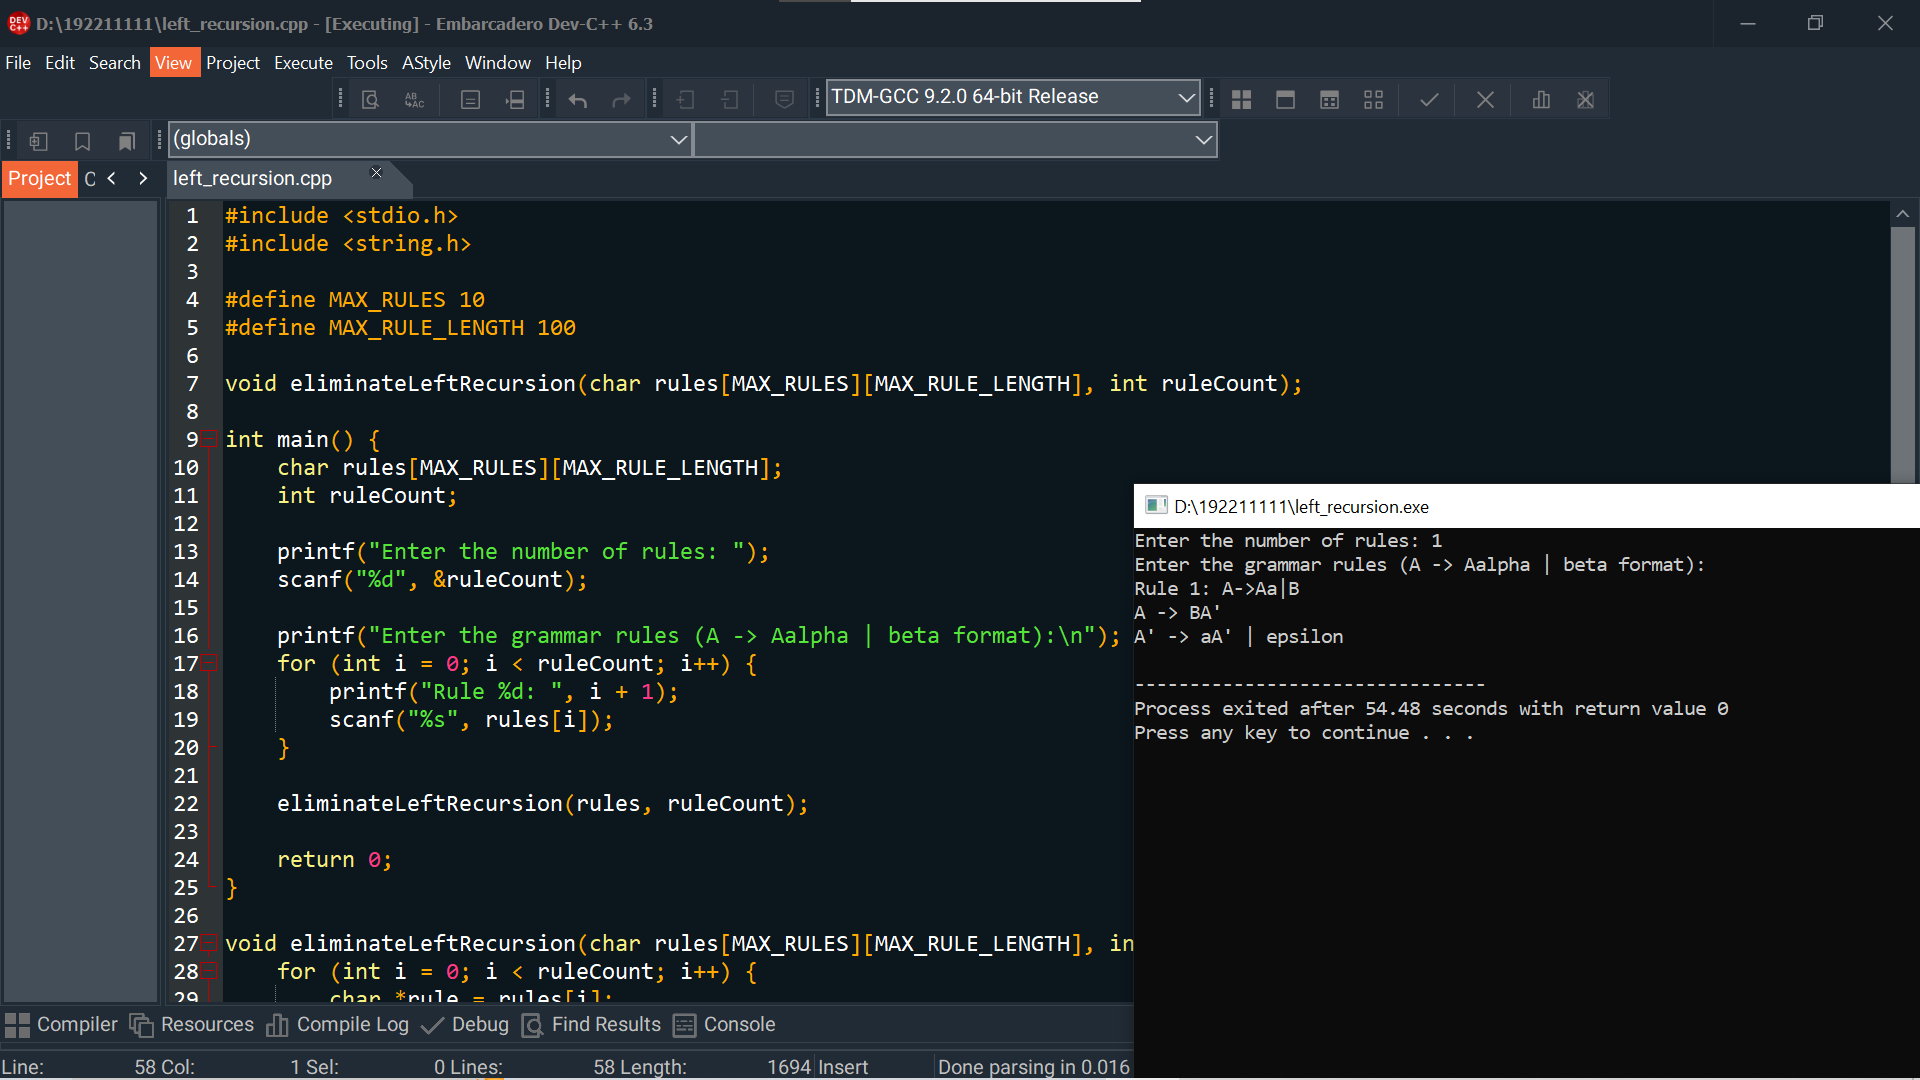 D:\192211111\left_recursion.cpp - [Executing] - Embarcadero Dev-C++ 6.3
File Edit Search View Project Execute Tools AStyle Window Help
TDM-GCC 9.2.0 64-bit Release
(globals)
Project
left_recursion.cpp
1 #include <stdio.h>
2 #include <string.h>
3
4 #define MAX_RULES 10
5 #define MAX_RULE_LENGTH 100
6
7 void eliminateLeftRecursion(char rules[MAX_RULES][MAX_RULE_LENGTH], int ruleCount);
8
9 int main() {
10     char rules[MAX_RULES][MAX_RULE_LENGTH];
11     int ruleCount;
12
13     printf("Enter the number of rules: ");
14     scanf("%d", &ruleCount);
15
16     printf("Enter the grammar rules (A -> Aalpha | beta format):\n");
17     for (int i = 0; i < ruleCount; i++) {
18         printf("Rule %d: ", i + 1);
19         scanf("%s", rules[i]);
20     }
21
22     eliminateLeftRecursion(rules, ruleCount);
23
24     return 0;
25 }
26
27 void eliminateLeftRecursion(char rules[MAX_RULES][MAX_RULE_LENGTH], in
28     for (int i = 0; i < ruleCount; i++) {
29         char *rule = rules[i];
D:\192211111\left_recursion.exe
Enter the number of rules: 1
Enter the grammar rules (A -> Aalpha | beta format):
Rule 1: A->Aa|B
A -> BA'
A' -> aA' | epsilon
--------------------------------
Process exited after 54.48 seconds with return value 0
Press any key to continue . . .
Compiler Resources Compile Log Debug Find Results Console
Line: 58 Col: 1 Sel: 0 Lines: 58 Length: 1694 Insert Done parsing in 0.016